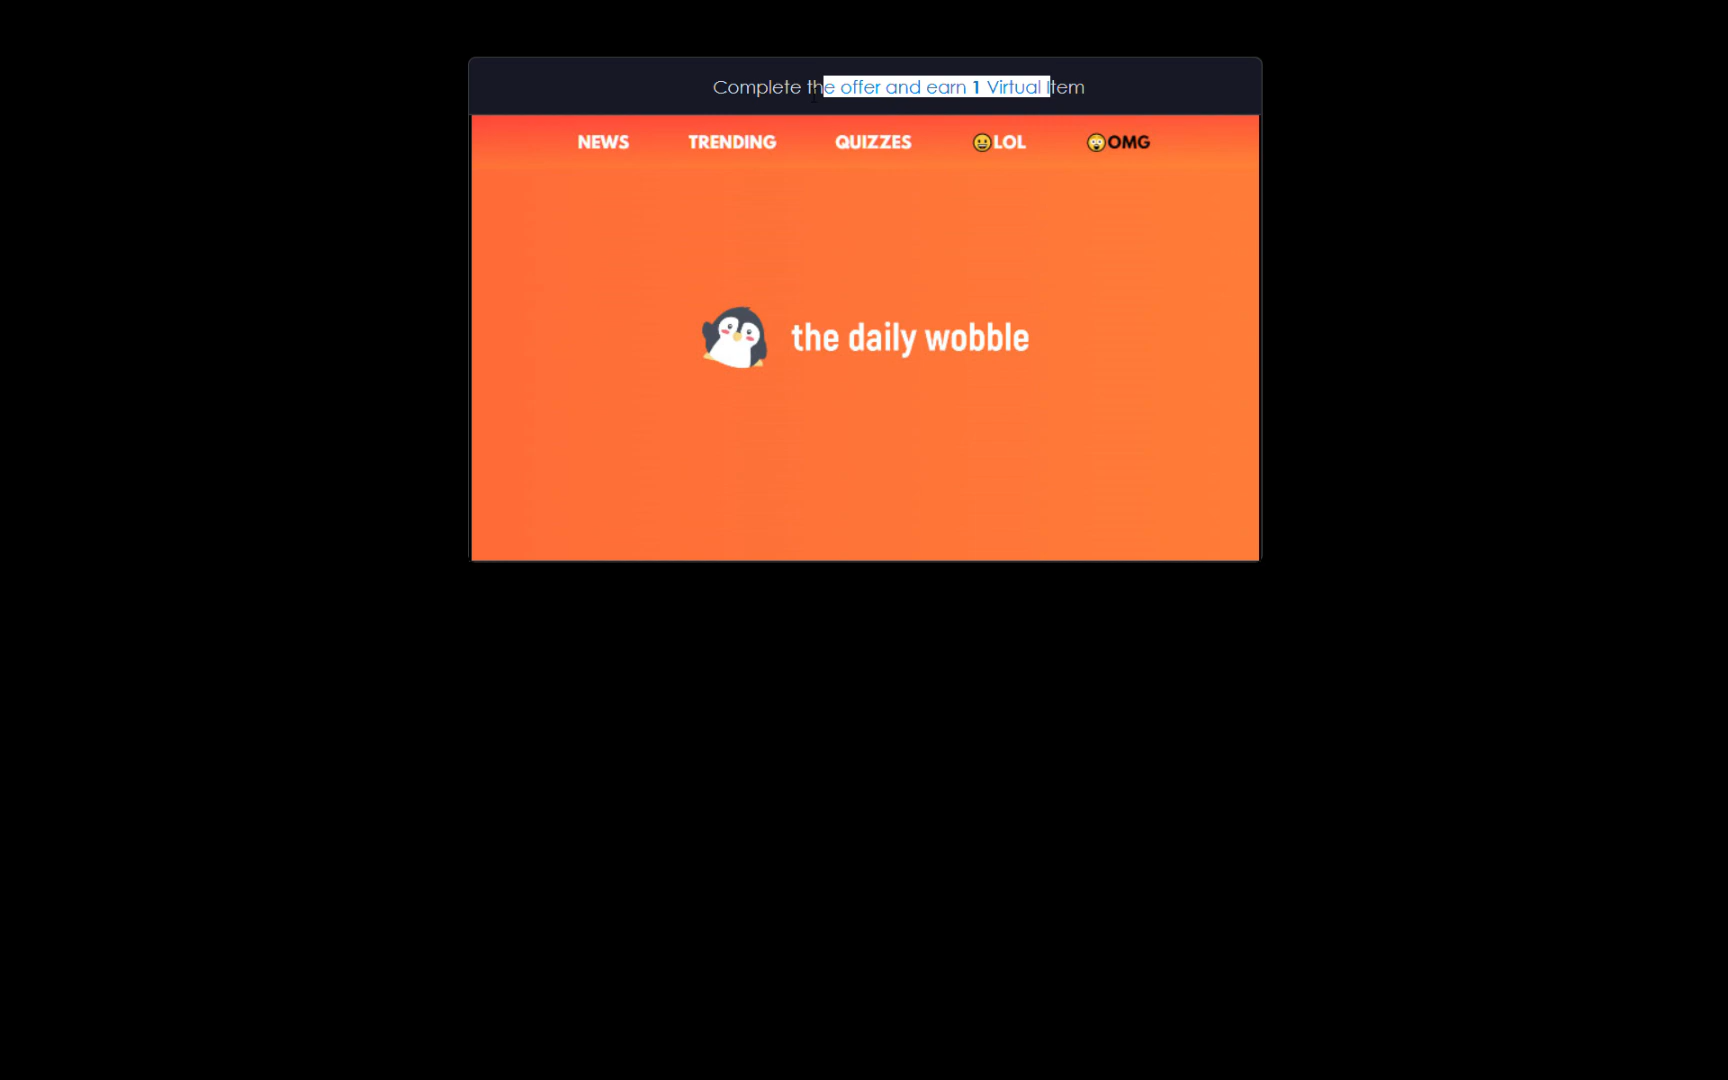 Complete the offer and earn 1 Virtual Item
NEWS TRENDING QUIZZES LOL OMG
the daily wobble